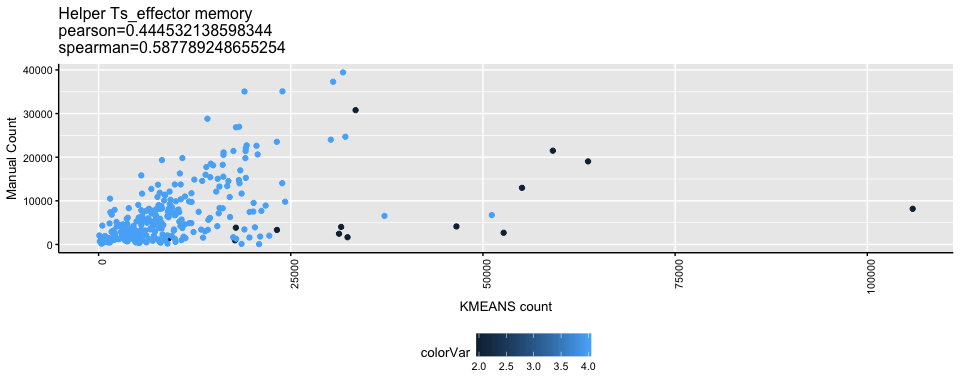 Helper Ts_effector memory
pearson=0.444532138598344
spearman=0.587789248655254
40000
30000
20000
10000
0
Manual Count
0
25000
50000
75000
100000
KMEANS count
colorVar
2.0 2.5 3.0 3.5 4.0